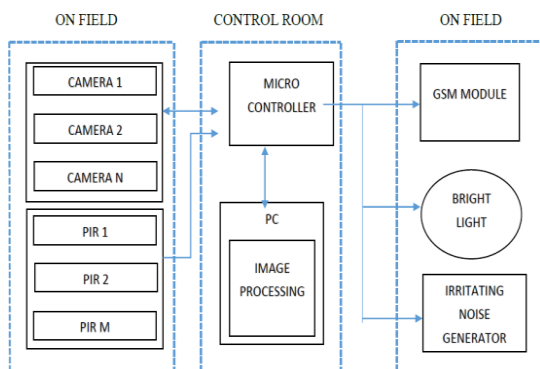 ON FIELD
CONTROL ROOM
ON FIELD
CAMERA 1
CAMERA 2
CAMERA N
PIR 1
PIR 2
PIR M
MICRO
CONTROLLER
PC
IMAGE
PROCESSING
GSM MODULE
BRIGHT
LIGHT
IRRITATING
NOISE
GENERATOR